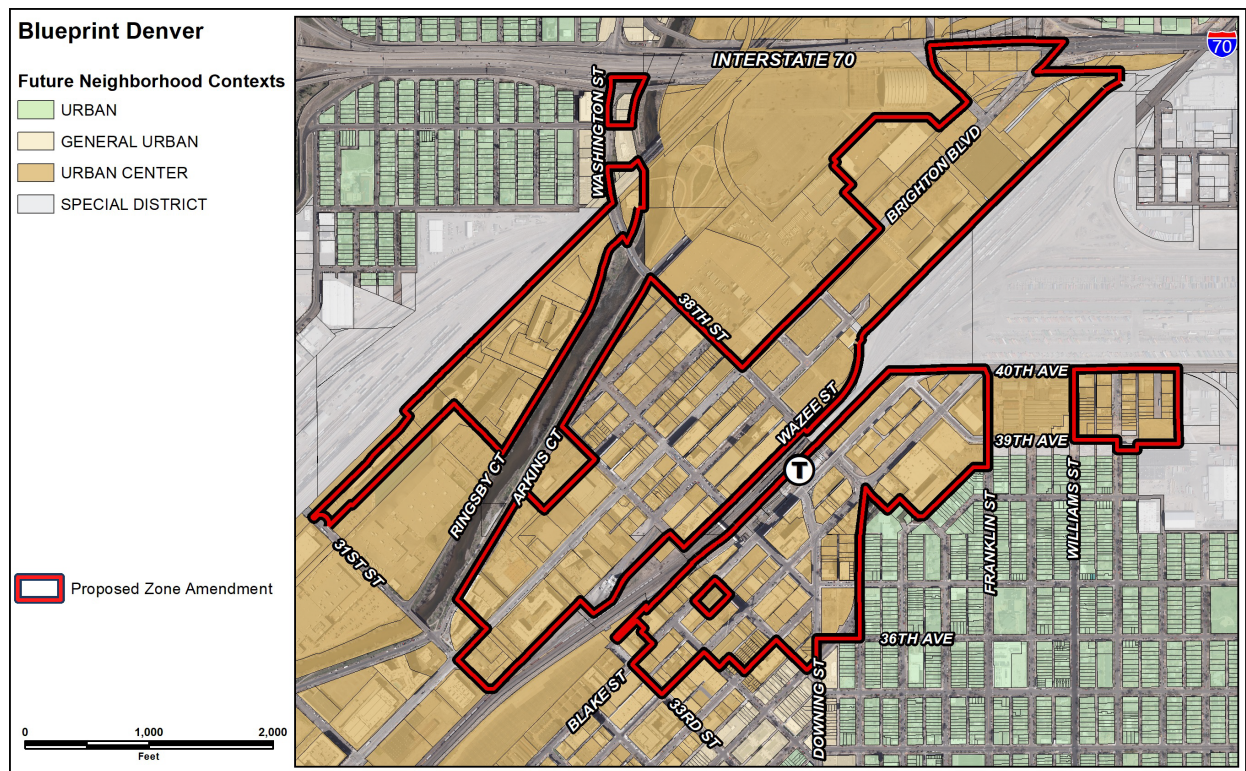 Blueprint Denver
Future Neighborhood Contexts
URBAN
GENERAL URBAN
URBAN CENTER
SPECIAL DISTRICT
Proposed Zone Amendment
0 1,000 2,000
Feet
INTERSTATE 70
70
WASHINGTON ST
BRIGHTON BLVD
38TH ST
40TH AVE
WAZEE ST
39TH AVE
ARKINS CT
RINGSBY CT
T
WILLIAMS ST
FRANKLIN ST
31ST ST
36TH AVE
BLAKE ST
33RD ST
DOWNING ST